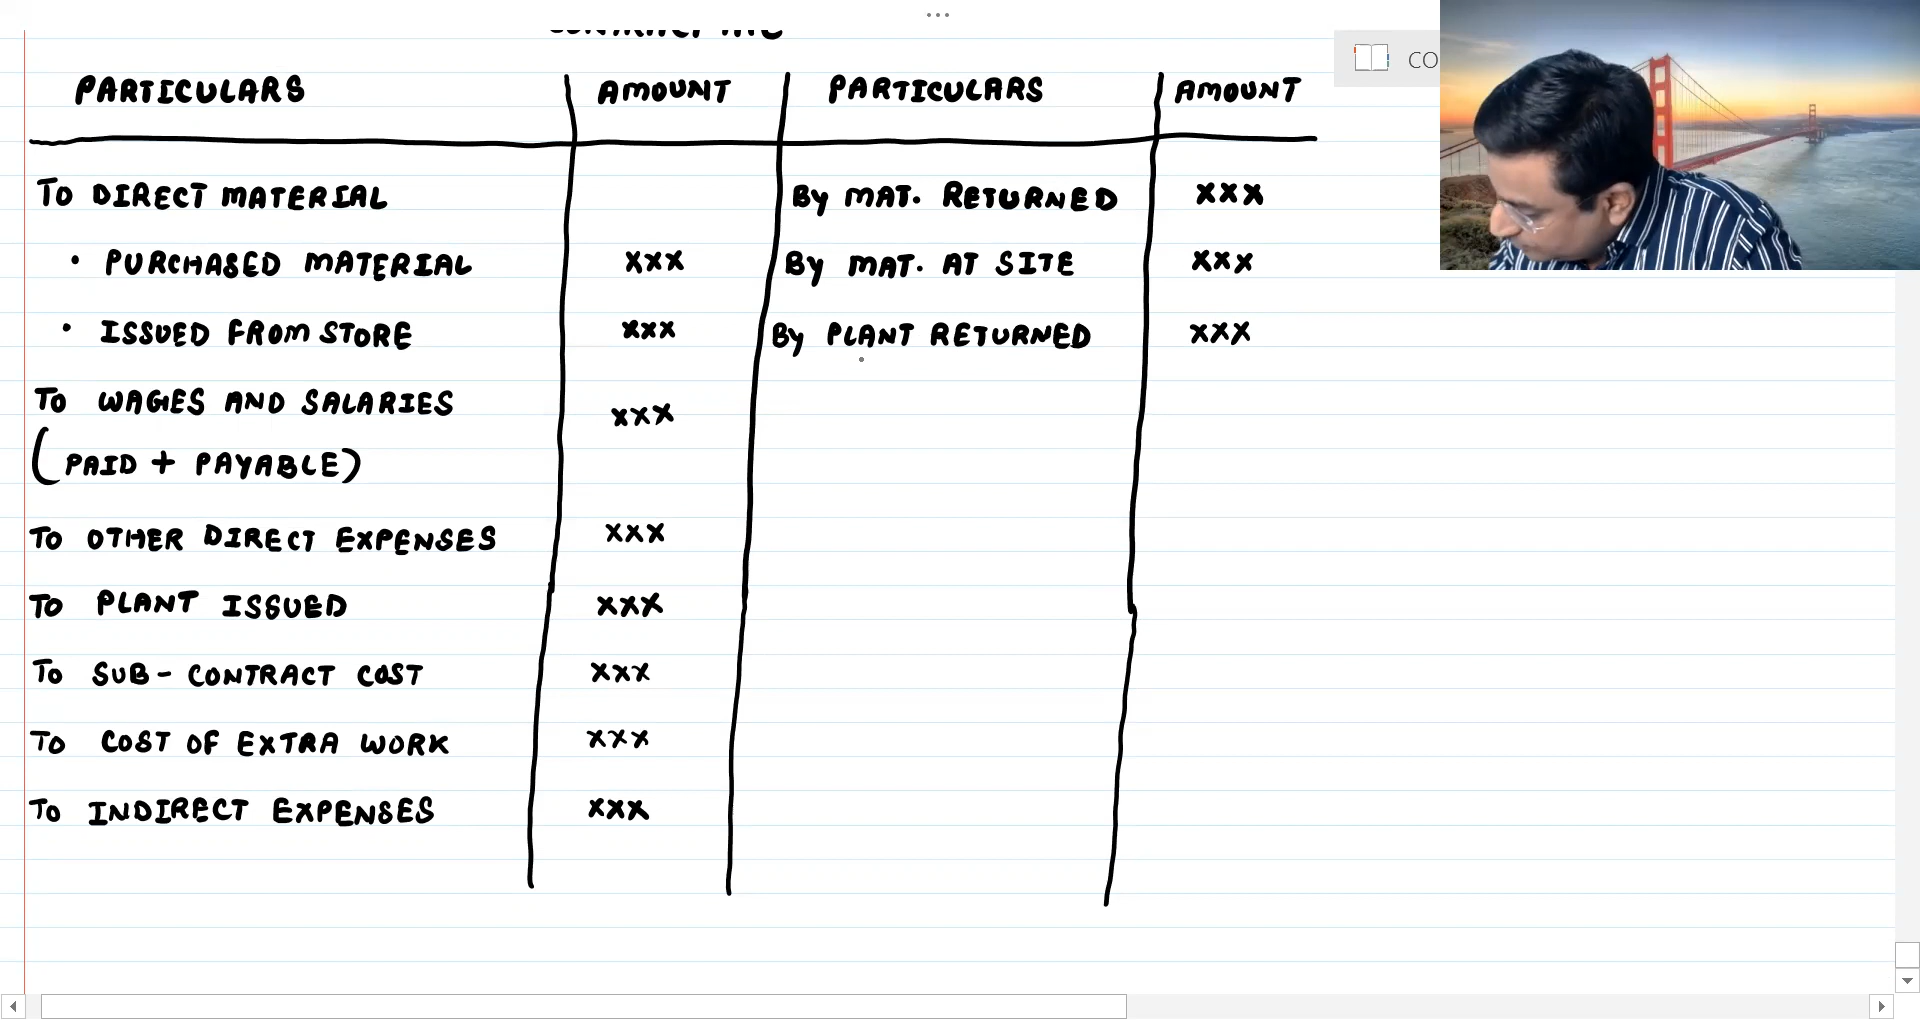 CONTRACT A/C
PARTICULARS AMOUNT PARTICULARS AMOUNT
CO
TO DIRECT MATERIAL By MAT. RETURNED XXX
• PURCHASED MATERIAL XXX By MAT. AT SITE XXX
• ISSUED FROM STORE XXX By PLANT RETURNED XXX
TO WAGES AND SALARIES XXX
(PAID + PAYABLE)
TO OTHER DIRECT EXPENSES XXX
TO PLANT ISSUED XXX
TO SUB-CONTRACT COST XXX
TO COST OF EXTRA WORK XXX
TO INDIRECT EXPENSES XXX